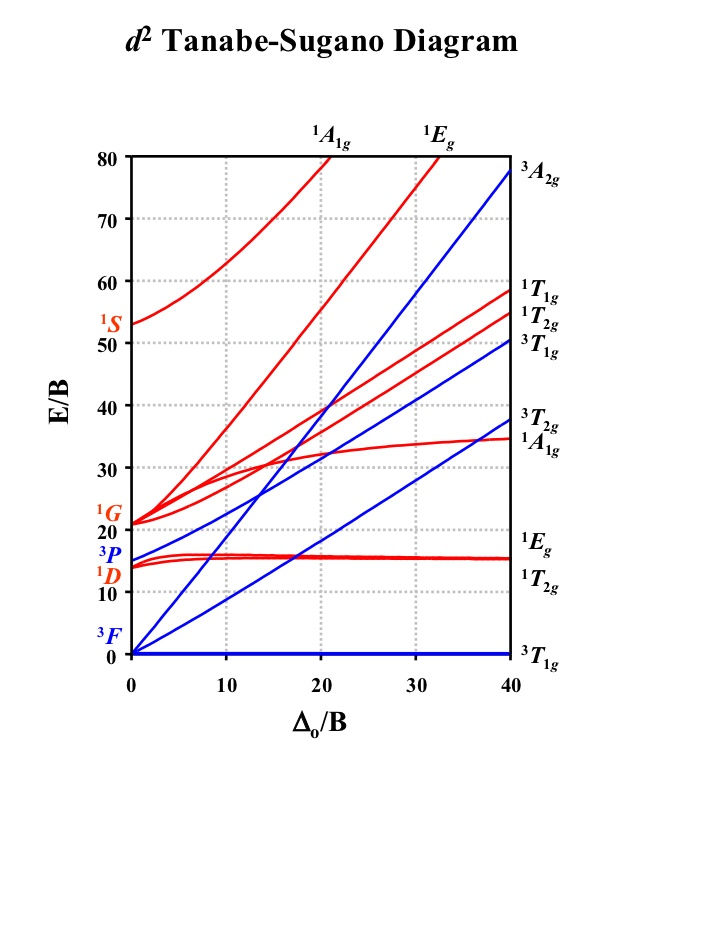 d² Tanabe-Sugano Diagram
¹A₁g ¹Eg
80 ³A₂g
70
60 ¹T₁g
¹S ¹T₂g
50 ³T₁g
E/B
40 ³T₂g
¹A₁g
30
¹G
20 ¹Eg
³P
¹D ¹T₂g
10
³F
0 ³T₁g
0 10 20 30 40
Δₒ/B